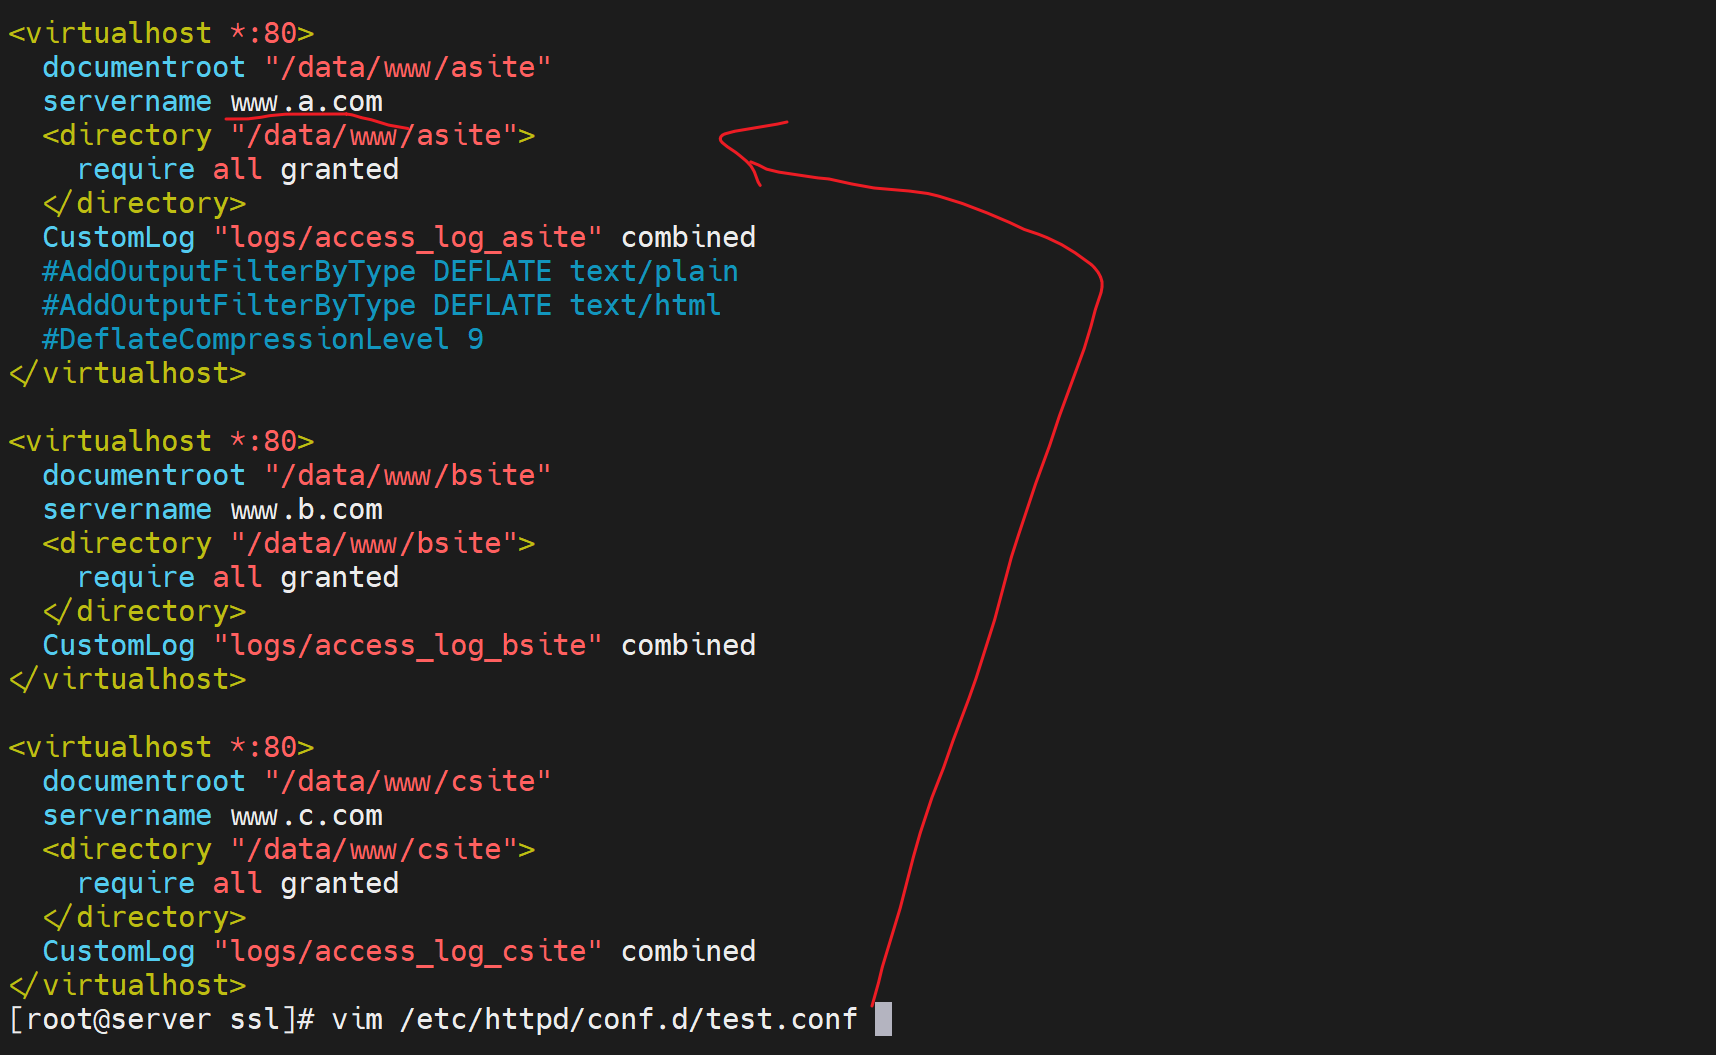 <virtualhost *:80>
  documentroot "/data/www/asite"
  servername www.a.com
  <directory "/data/www/asite">
    require all granted
  </directory>
  CustomLog "logs/access_log_asite" combined
  #AddOutputFilterByType DEFLATE text/plain
  #AddOutputFilterByType DEFLATE text/html
  #DeflateCompressionLevel 9
</virtualhost>

<virtualhost *:80>
  documentroot "/data/www/bsite"
  servername www.b.com
  <directory "/data/www/bsite">
    require all granted
  </directory>
  CustomLog "logs/access_log_bsite" combined
</virtualhost>

<virtualhost *:80>
  documentroot "/data/www/csite"
  servername www.c.com
  <directory "/data/www/csite">
    require all granted
  </directory>
  CustomLog "logs/access_log_csite" combined
</virtualhost>
[root@server ssl]# vim /etc/httpd/conf.d/test.conf